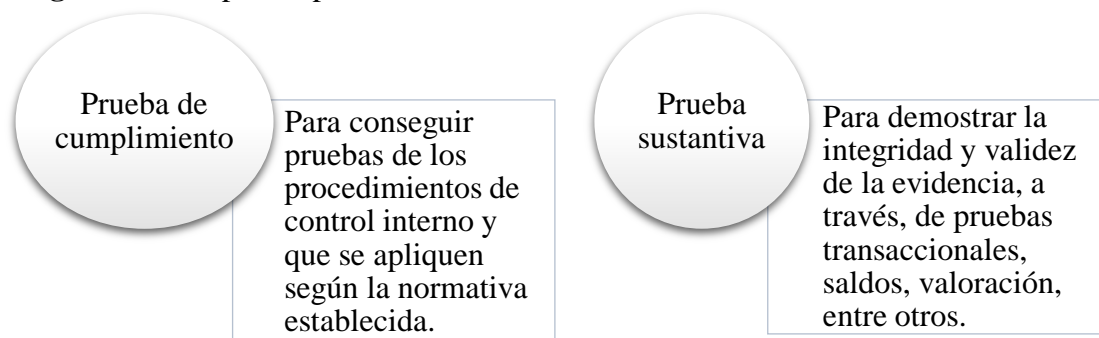 Prueba de
cumplimiento
Para conseguir
pruebas de los
procedimientos de
control interno y
que se apliquen
según la normativa
establecida.
Prueba
sustantiva
Para demostrar la
integridad y validez
de la evidencia, a
través, de pruebas
transaccionales,
saldos, valoración,
entre otros.